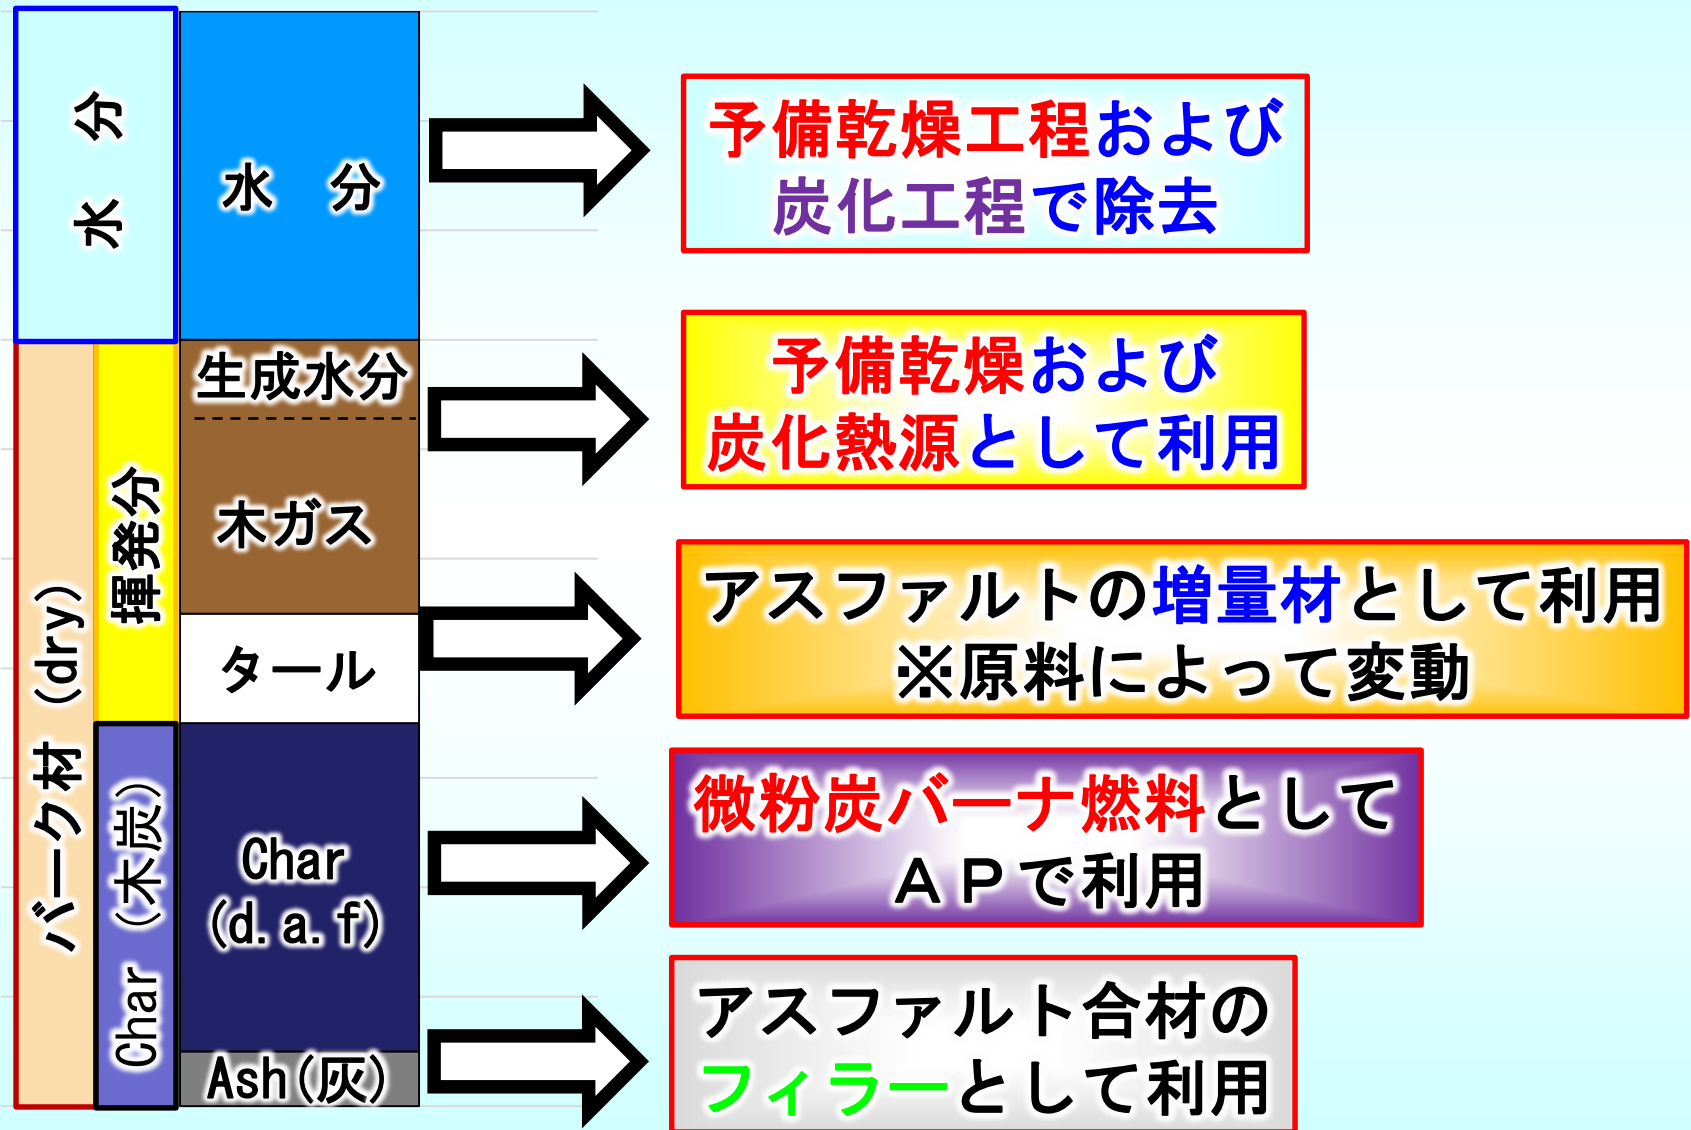 水　分
水　分
予備乾燥工程および
炭化工程で除去
バーク材（dry）
揮発分
生成水分
木ガス
予備乾燥および
炭化熱源として利用
タール
アスファルトの増量材として利用
※原料によって変動
Char（木炭）
Char
(d.a.f)
微粉炭バーナ燃料として
ＡＰで利用
Ash(灰)
アスファルト合材の
フィラーとして利用